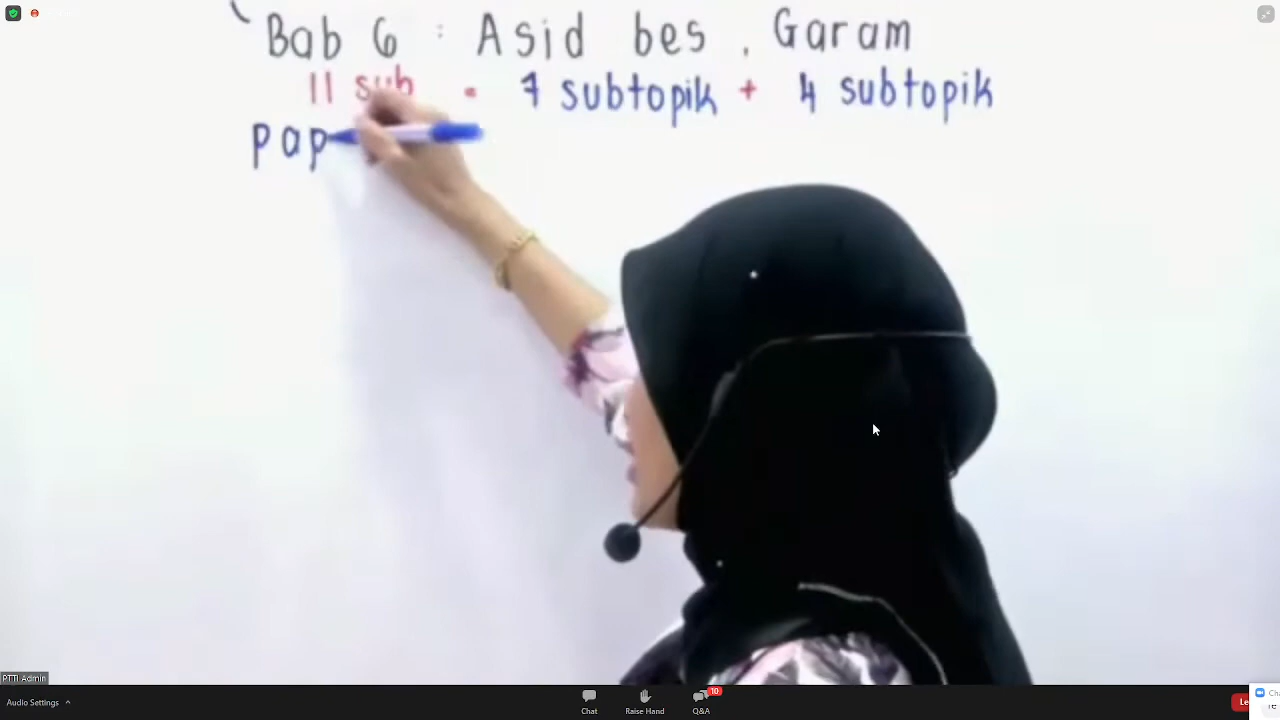 Bab 6 : Asid bes , Garam
11 sub = 7 subtopik + 4 subtopik
pap
PTTI Admin
Audio Settings
Chat
Raise Hand
Q&A
10